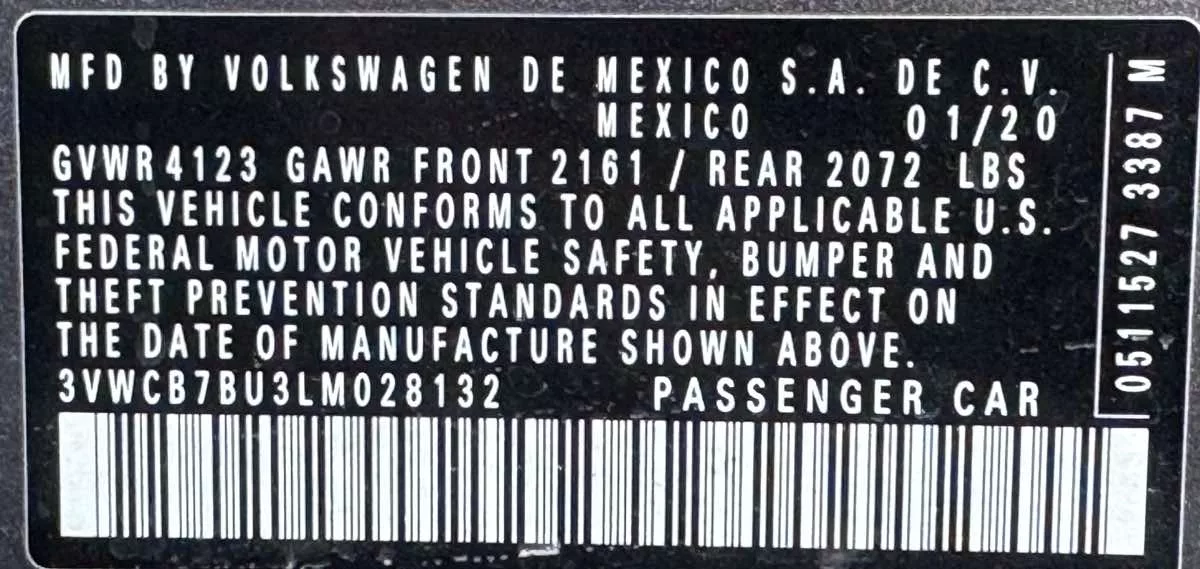 MFD BY VOLKSWAGEN DE MEXICO S.A. DE C.V.
MEXICO 01/20
GVWR4123 GAWR FRONT 2161 / REAR 2072 LBS
THIS VEHICLE CONFORMS TO ALL APPLICABLE U.S.
FEDERAL MOTOR VEHICLE SAFETY, BUMPER AND
THEFT PREVENTION STANDARDS IN EFFECT ON
THE DATE OF MANUFACTURE SHOWN ABOVE.
3VWCB7BU3LM028132 PASSENGER CAR
0511527 3387 M